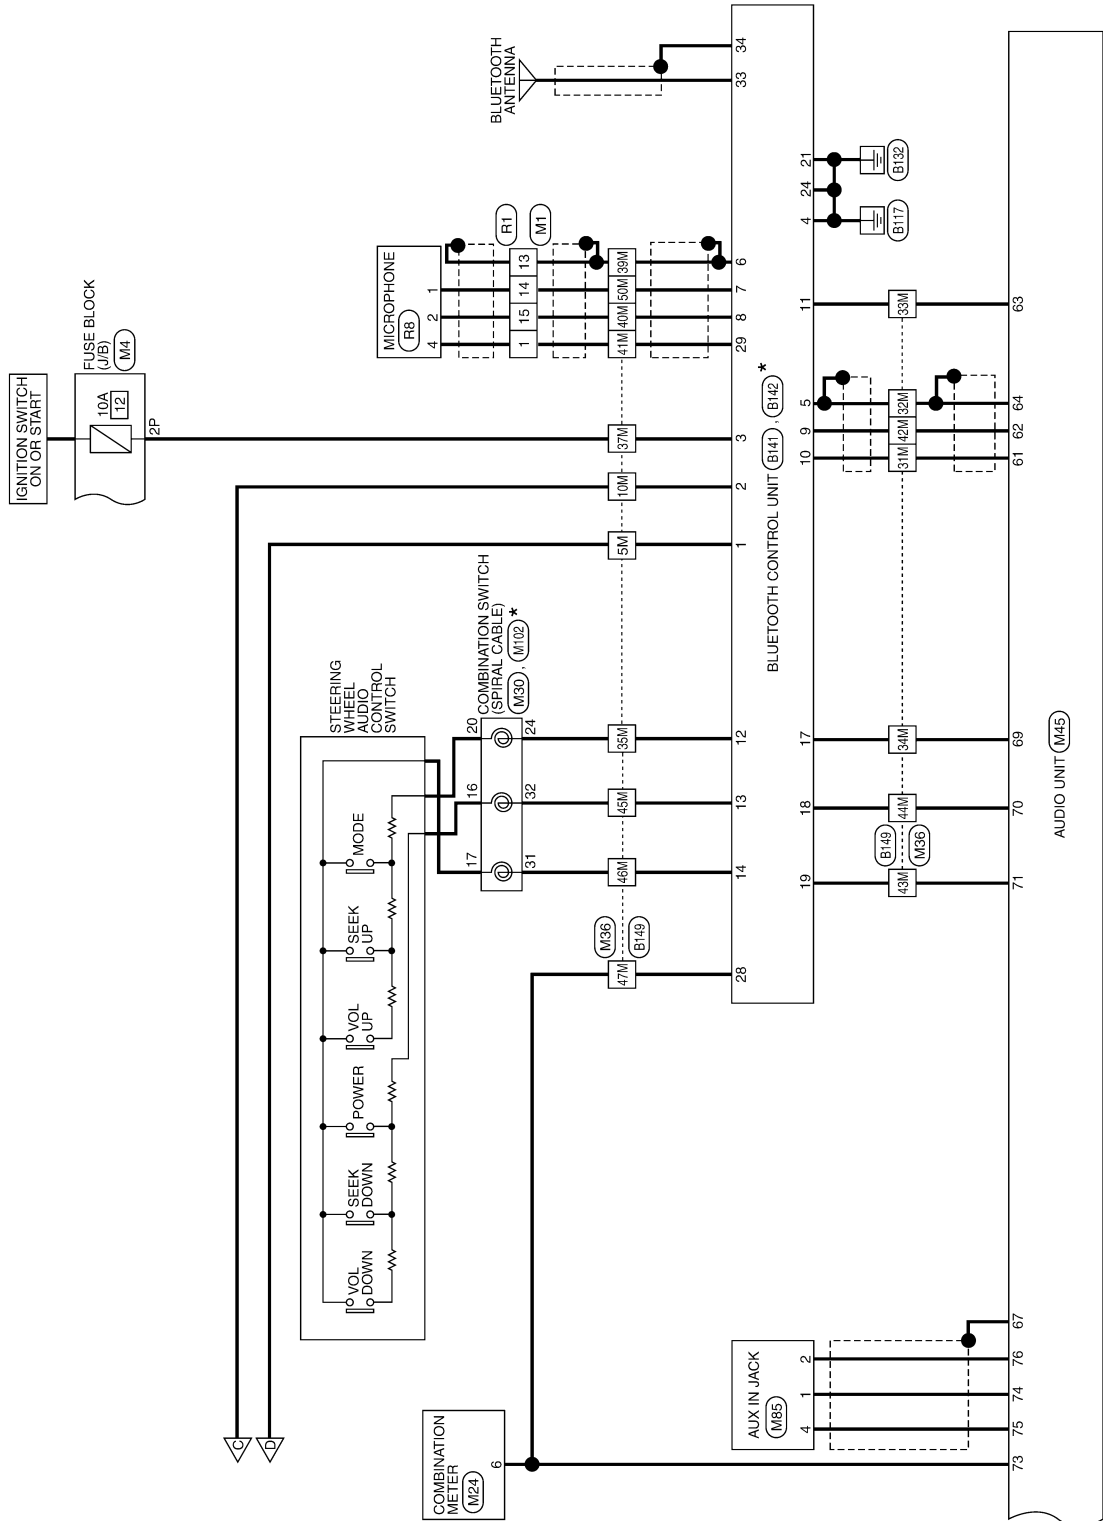 IGNITION SWITCH
ON OR START
FUSE BLOCK
(J/B)
M4
10A
12
2P
C
D
BLUETOOTH
ANTENNA
MICROPHONE
R8
4
2
1
R1
M1
1
15
14
13
41M
40M
50M
39M
29
8
7
6
33
34
37M
3
10M
2
5M
1
STEERING
WHEEL
AUDIO
CONTROL
SWITCH
VOL
DOWN
SEEK
DOWN
POWER
VOL
UP
SEEK
UP
MODE
COMBINATION SWITCH
(SPIRAL CABLE)
M30 , M102 *
17
16
20
31
32
24
46M
45M
35M
14
13
12
M36
B149
47M
28
BLUETOOTH CONTROL UNIT B141 , B142 *
19
18
17
10
9
5
11
4
24
21
B117
B132
43M
44M
34M
31M
42M
32M
33M
B149
M36
71
70
69
61
62
64
63
AUDIO UNIT M45
COMBINATION
METER
M24
6
AUX IN JACK
M85
4
1
2
73
75
74
76
67